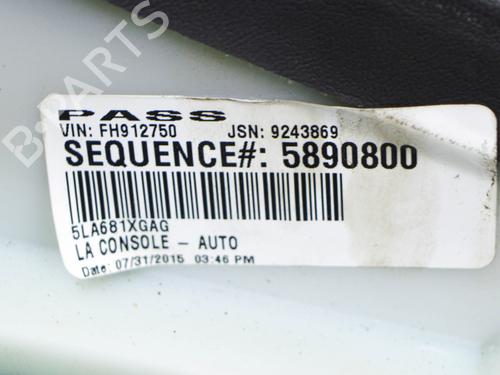 B-PARTS
PASS
VIN: FH912750 JSN: 9243869
SEQUENCE#: 5890800
5LA681XGAG
LA CONSOLE - AUTO
Date: 07/31/2015 03:46 PM